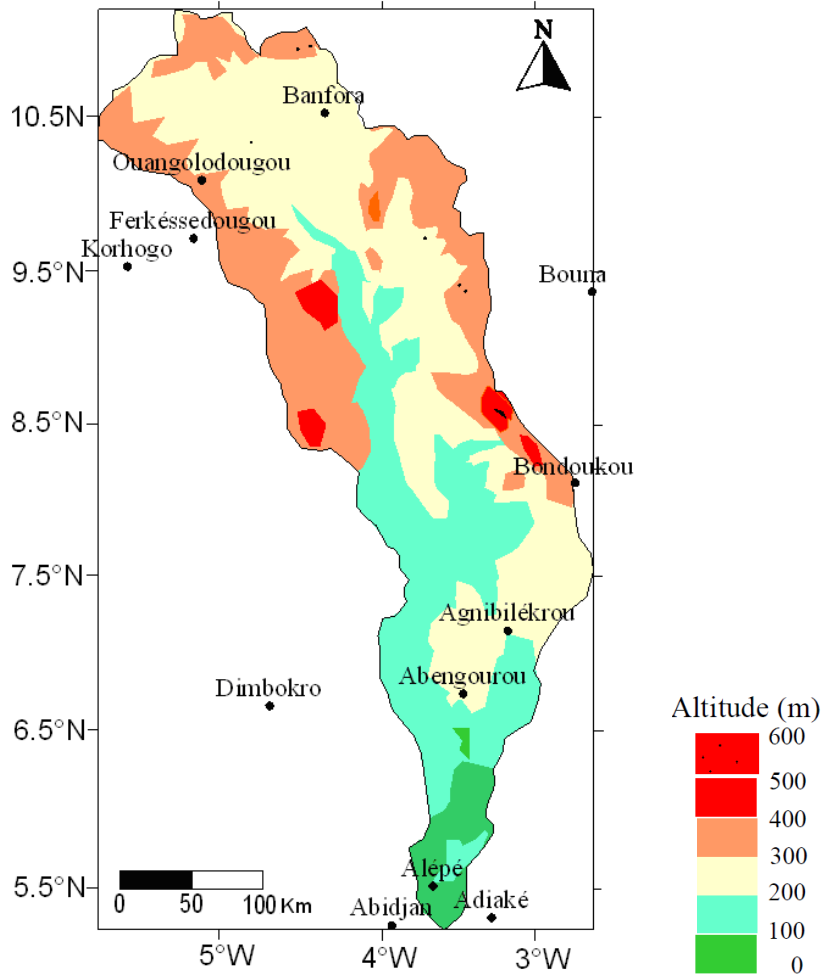 N
10.5°N
Banfora
Ouangolodougou
Ferkéssedougou
Korhogo
9.5°N
Bouna
8.5°N
Bondoukou
7.5°N
Agnibilékrou
Abengourou
Dimbokro
6.5°N
Altitude (m)
600
500
400
300
200
100
0
5.5°N
Alépé
Abidjan
Adiaké
0 50 100 Km
5°W 4°W 3°W